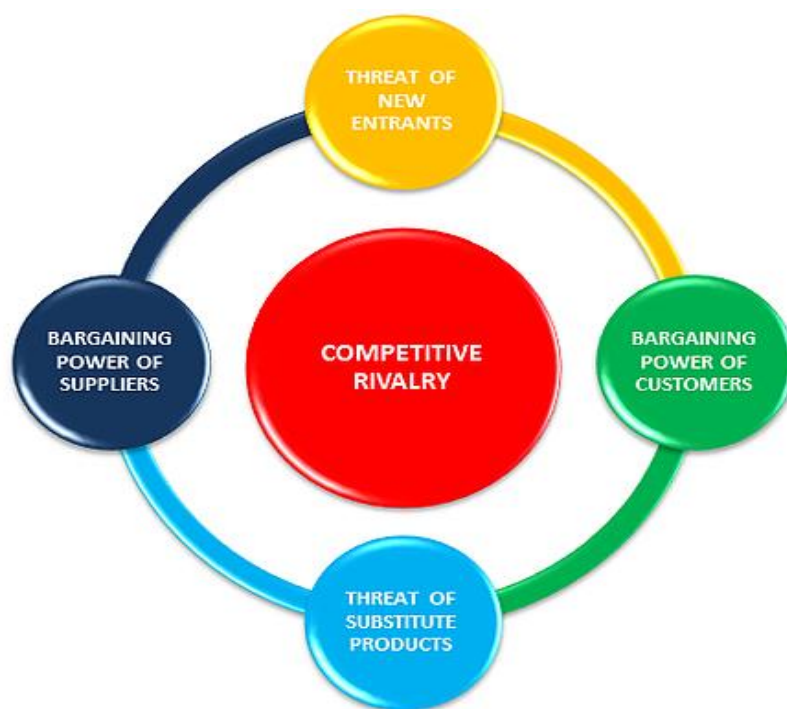 THREAT OF
NEW
ENTRANTS
BARGAINING
POWER OF
SUPPLIERS
COMPETITIVE
RIVALRY
BARGAINING
POWER OF
CUSTOMERS
THREAT OF
SUBSTITUTE
PRODUCTS